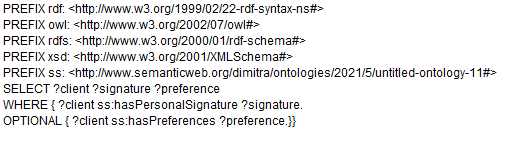 PREFIX rdf: <http://www.w3.org/1999/02/22-rdf-syntax-ns#>
PREFIX owl: <http://www.w3.org/2002/07/owl#>
PREFIX rdfs: <http://www.w3.org/2000/01/rdf-schema#>
PREFIX xsd: <http://www.w3.org/2001/XMLSchema#>
PREFIX ss: <http://www.semanticweb.org/dimitra/ontologies/2021/5/untitled-ontology-11#>
SELECT ?client ?signature ?preference
WHERE { ?client ss:hasPersonalSignature ?signature.
OPTIONAL { ?client ss:hasPreferences ?preference.}}